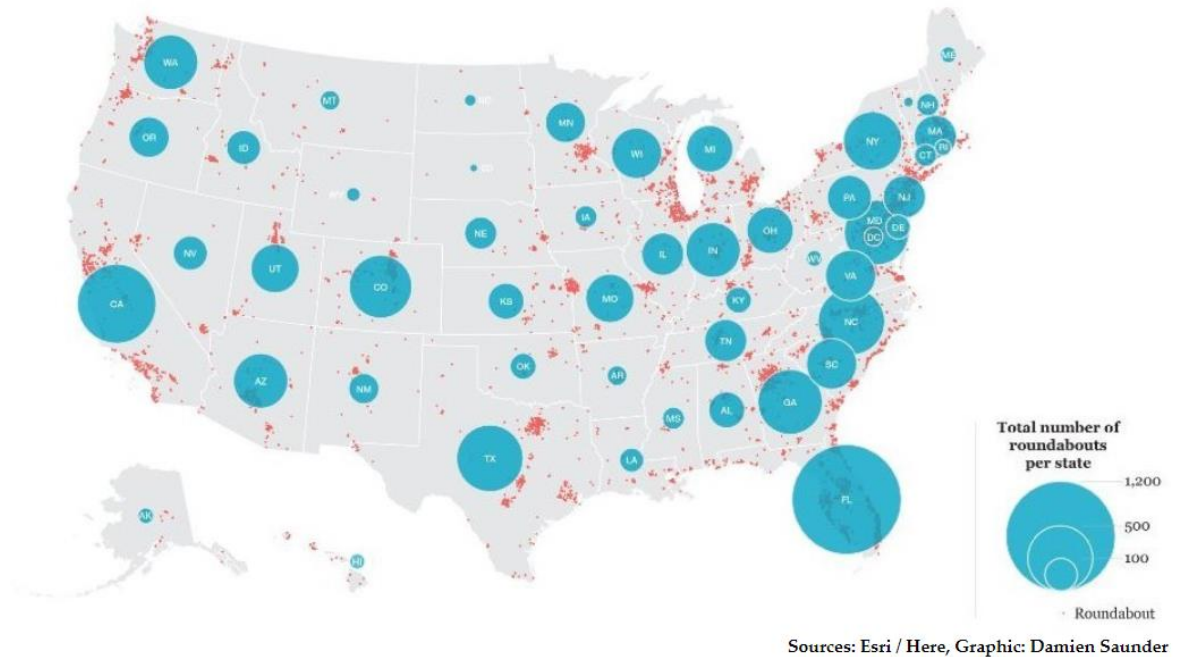 WA
MT
ND
ME
OR
ID
MN
WI
MI
NY
NH
MA
RI
CT
SD
WY
IA
NE
PA
NJ
OH
MD
DE
DC
NV
UT
CO
IL
IN
WV
VA
CA
KS
MO
KY
NC
TN
SC
AZ
NM
OK
AR
GA
MS
AL
TX
LA
FL
AK
HI
Total number of
roundabouts
per state
1,200
500
100
Roundabout
Sources: Esri / Here, Graphic: Damien Saunder